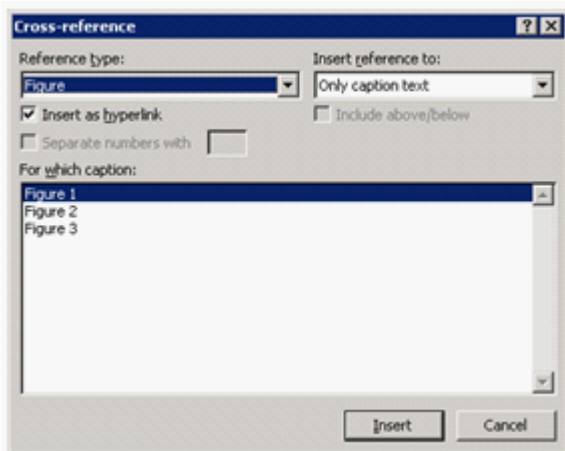 Cross-reference
Reference type:
Insert reference to:
Figure
Only caption text
Insert as hyperlink
Include above/below
Separate numbers with
For which caption:
Figure 1
Figure 2
Figure 3
Insert
Cancel